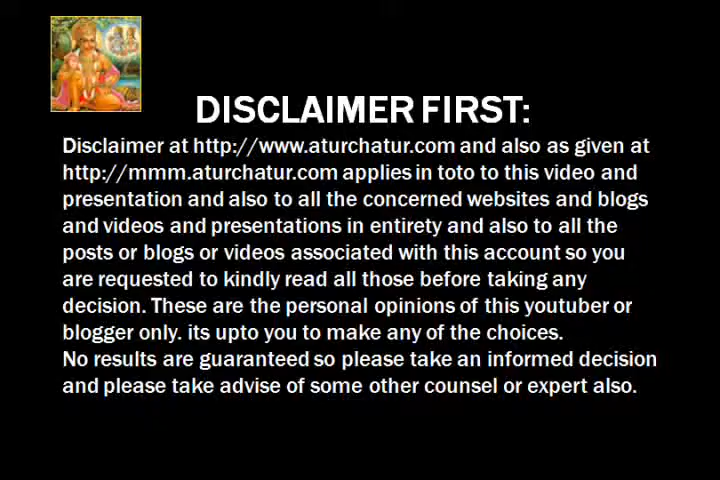 DISCLAIMER FIRST:
Disclaimer at http://www.aturchatur.com and also as given at
http://mmm.aturchatur.com applies in toto to this video and
presentation and also to all the concerned websites and blogs
and videos and presentations in entirety and also to all the
posts or blogs or videos associated with this account so you
are requested to kindly read all those before taking any
decision. These are the personal opinions of this youtuber or
blogger only. its upto you to make any of the choices.
No results are guaranteed so please take an informed decision
and please take advise of some other counsel or expert also.